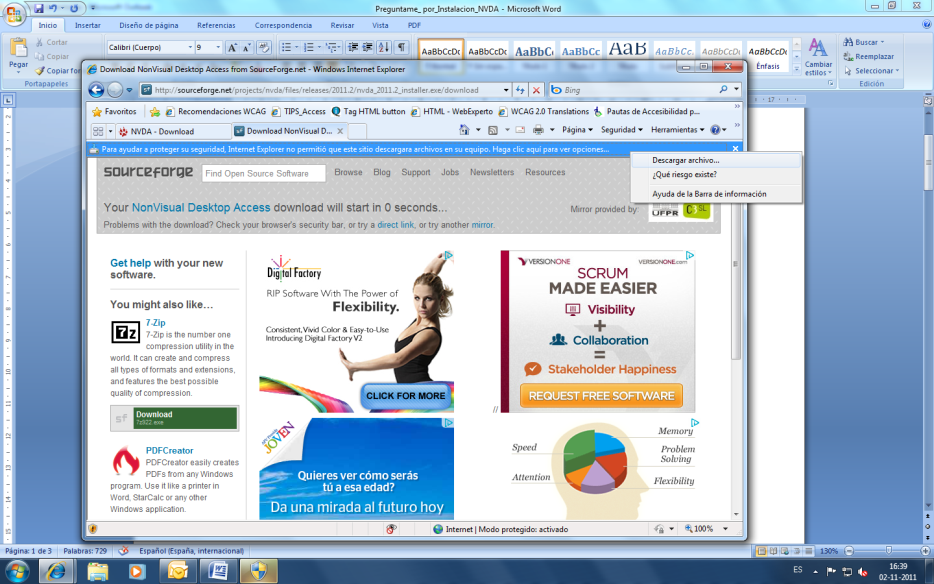 Preguntame_por_Instalacion_NVDA - Microsoft Word
Inicio Insertar Diseño de página Referencias Correspondencia Revisar Vista PDF
Pegar
Cortar
Copiar
Copiar for
Portapapeles
Calibri (Cuerpo) 9
AaBbCcDc AaBbCcDc AaBbC AaBbCc AaB AaBbCc. AaBbCcDc AaBbCcDc AaBbCcDc
Énfasis
Cambiar
estilos
Buscar
Reemplazar
Seleccionar
Edición
Download NonVisual Desktop Access from SourceForge.net - Windows Internet Explorer
http://sourceforge.net/projects/nvda/files/releases/2011.2/nvda_2011.2_installer.exe/download
Bing
Favoritos Recomendaciones WCAG TIPS_Access Tag HTML button HTML - WebExperto WCAG 2.0 Translations Pautas de Accesibilidad p...
NVDA - Download
Download NonVisual D...
Página Seguridad Herramientas
Para ayudar a proteger su seguridad, Internet Explorer no permitió que este sitio descargara archivos en su equipo. Haga clic aquí para ver opciones...
Descargar archivo...
¿Qué riesgo existe?
Ayuda de la Barra de información
sourceforge
Find Open Source Software
Browse Blog Support Jobs Newsletters Resources
Your NonVisual Desktop Access download will start in 0 seconds...
Problems with the download? Check your browser's security bar, or try a direct link, or try another mirror.
Mirror provided by
UFPR C3SL
Get help with your new
software.
You might also like...
7z
7-Zip
7-Zip is the number one
compression utility in the
world. It can create and compress
all types of formats and extensions,
and features the best possible
quality of compression.
sf
Download
7z922.exe
PDFCreator
PDFCreator easily creates
PDFs from any Windows
program. Use it like a printer in
Word, StarCalc or any other
Windows application.
Digital Factory
RIP Software With The Power of
Flexibility.
Consistent, Vivid Color & Easy-to-Use
Introducing Digital Factory V2
CLICK FOR MORE
JOVEN
Quieres ver cómo serás
tú a esa edad?
Da una mirada al futuro hoy
VERSIONONE
VERSIONONE.com
SCRUM
MADE EASIER
Visibility
+
Collaboration
=
Stakeholder Happiness
REQUEST FREE SOFTWARE
//
Speed
Attention
Memory
Problem
Solving
Flexibility
Internet | Modo protegido: activado
100%
Página: 1 de 3 Palabras: 729 Español (España, internacional)
130%
ES
16:39
02-11-2011